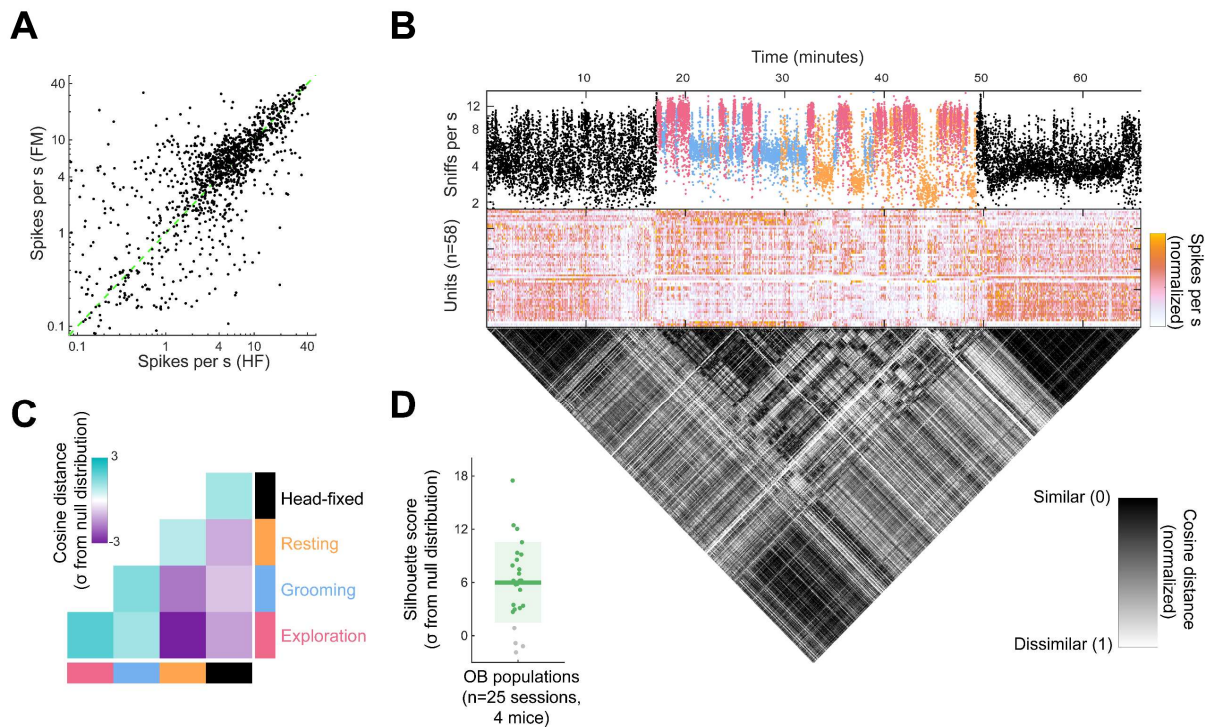 A
40
10
4
1
0.1
Spikes per s (FM)
0.1
1
4
10
40
Spikes per s (HF)
B
Time (minutes)
10
20
30
40
50
60
12
8
4
2
Sniffs per s
Units (n=58)
Spikes per s
(normalized)
Similar (0)
Dissimilar (1)
Cosine distance
(normalized)
C
Cosine distance
(σ from null distribution)
3
-3
Head-fixed
Resting
Grooming
Exploration
D
18
12
6
0
Silhouette score
(σ from null distribution)
OB populations
(n=25 sessions,
4 mice)